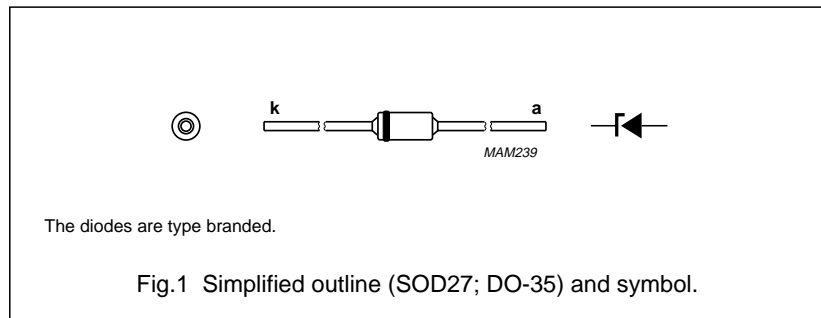 k a
MAM239
The diodes are type branded.
Fig.1 Simplified outline (SOD27; DO-35) and symbol.